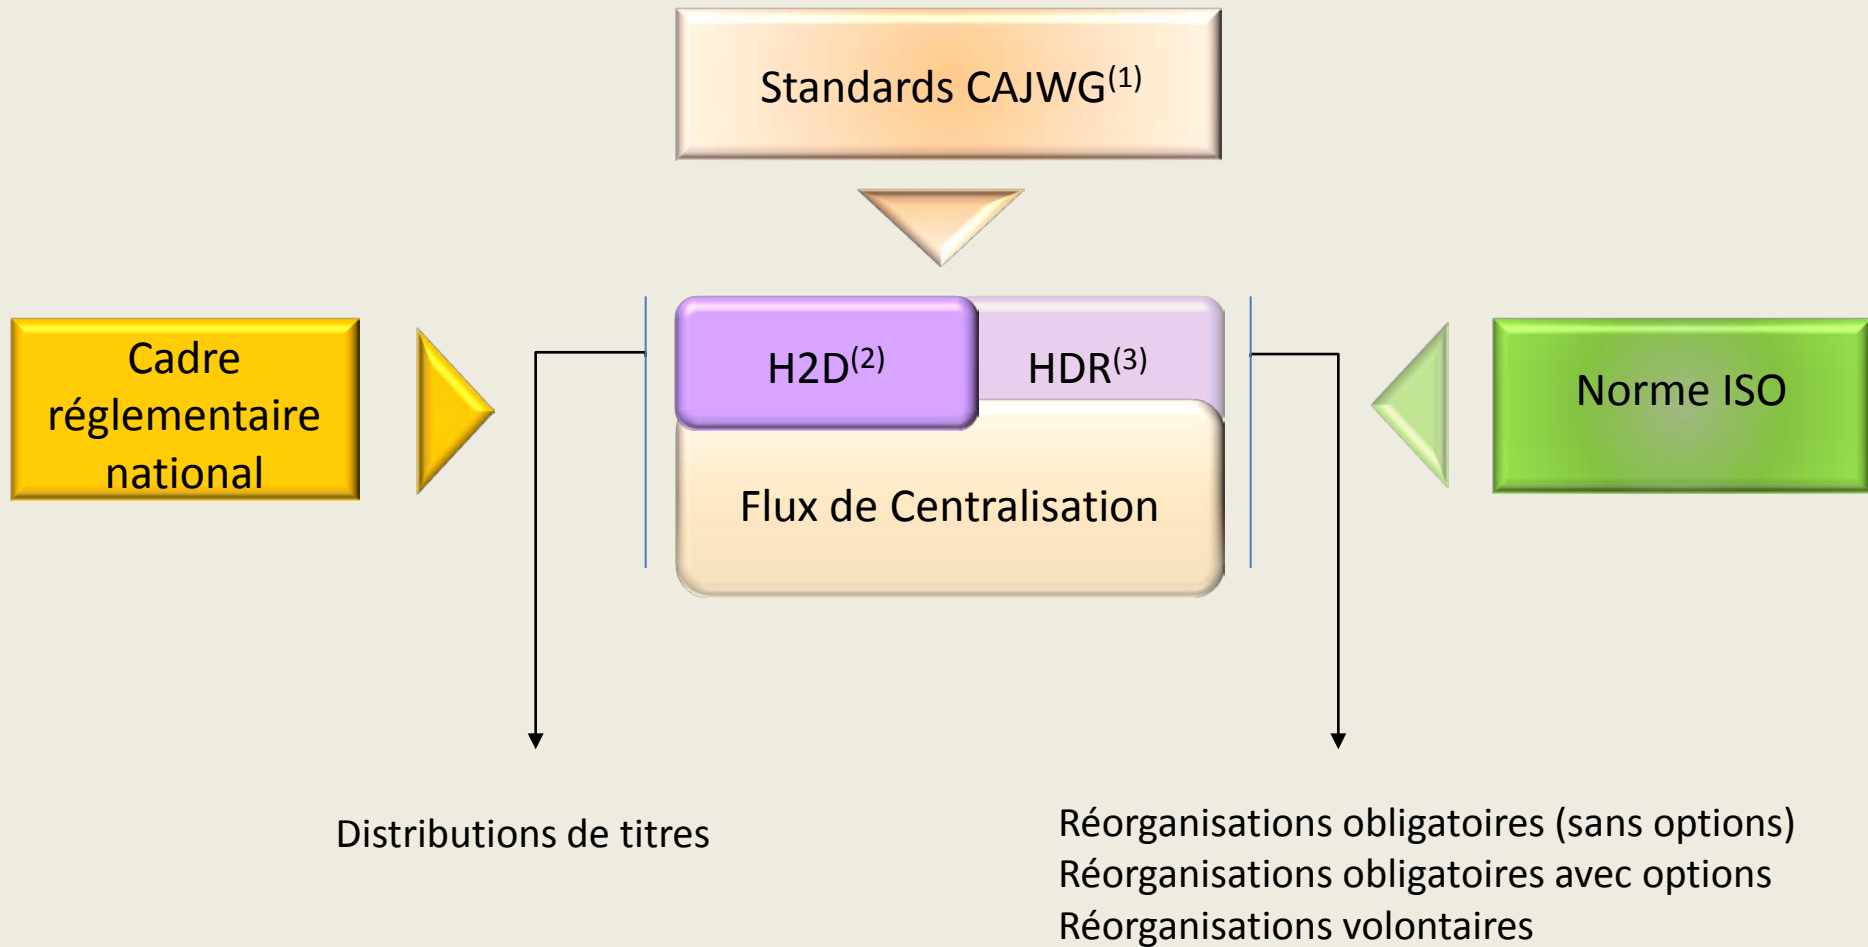 Standards CAJWG(1)
Cadre
réglementaire
national
H2D(2)
HDR(3)
Norme ISO
Flux de Centralisation
Distributions de titres
Réorganisations obligatoires (sans options)
Réorganisations obligatoires avec options
Réorganisations volontaires